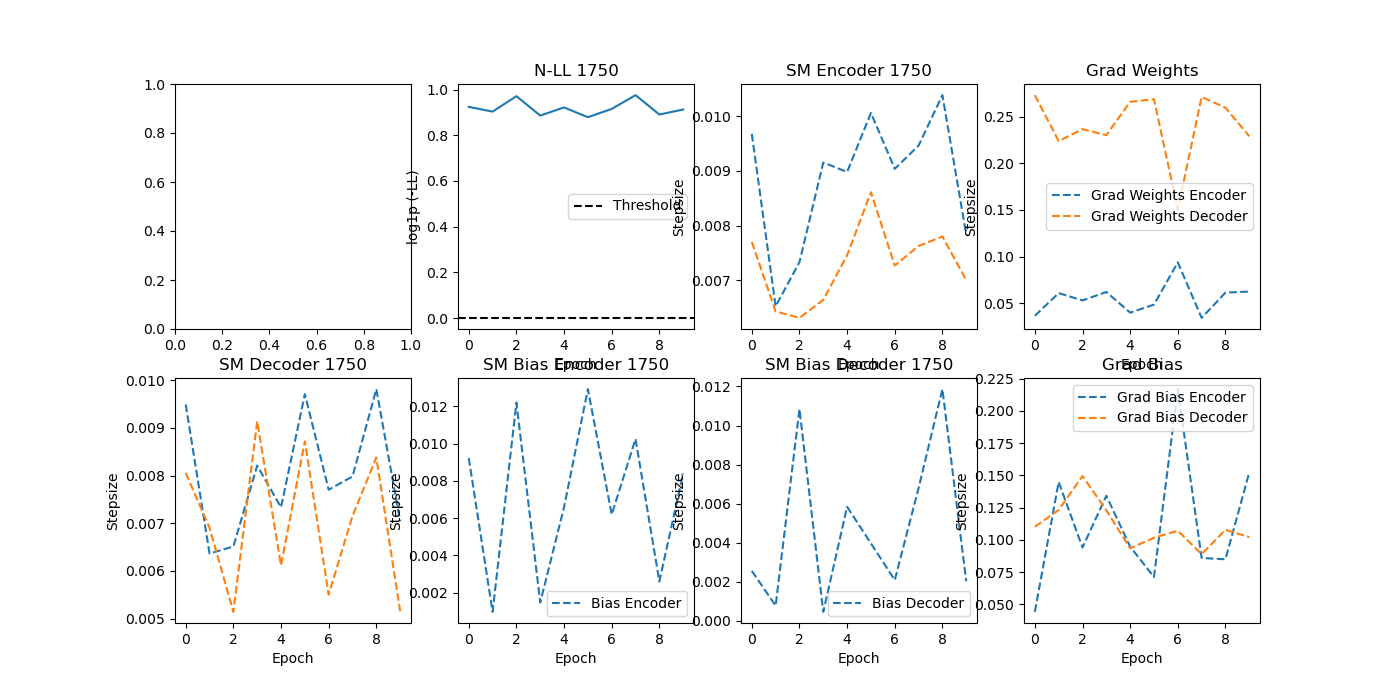 1.0
0.8
0.6
0.4
0.2
0.0
0.0 0.2 0.4 0.6 0.8 1.0
N-LL 1750
log1p (-LL)
1.0
0.8
0.6
0.4
0.2
0.0
Threshold
0 2 4 6 8
Epoch
SM Encoder 1750
Stepsize
0.010
0.009
0.008
0.007
0 2 4 6 8
Epoch
Grad Weights
Stepsize
0.25
0.20
0.15
0.10
0.05
Grad Weights Encoder
Grad Weights Decoder
0 2 4 6 8
Epoch
SM Decoder 1750
Stepsize
0.010
0.009
0.008
0.007
0.006
0.005
0 2 4 6 8
Epoch
SM Bias Encoder 1750
Stepsize
0.012
0.010
0.008
0.006
0.004
0.002
Bias Encoder
0 2 4 6 8
Epoch
SM Bias Decoder 1750
Stepsize
0.012
0.010
0.008
0.006
0.004
0.002
0.000
Bias Decoder
0 2 4 6 8
Epoch
Grad Bias
Stepsize
0.225
0.200
0.175
0.150
0.125
0.100
0.075
0.050
Grad Bias Encoder
Grad Bias Decoder
0 2 4 6 8
Epoch